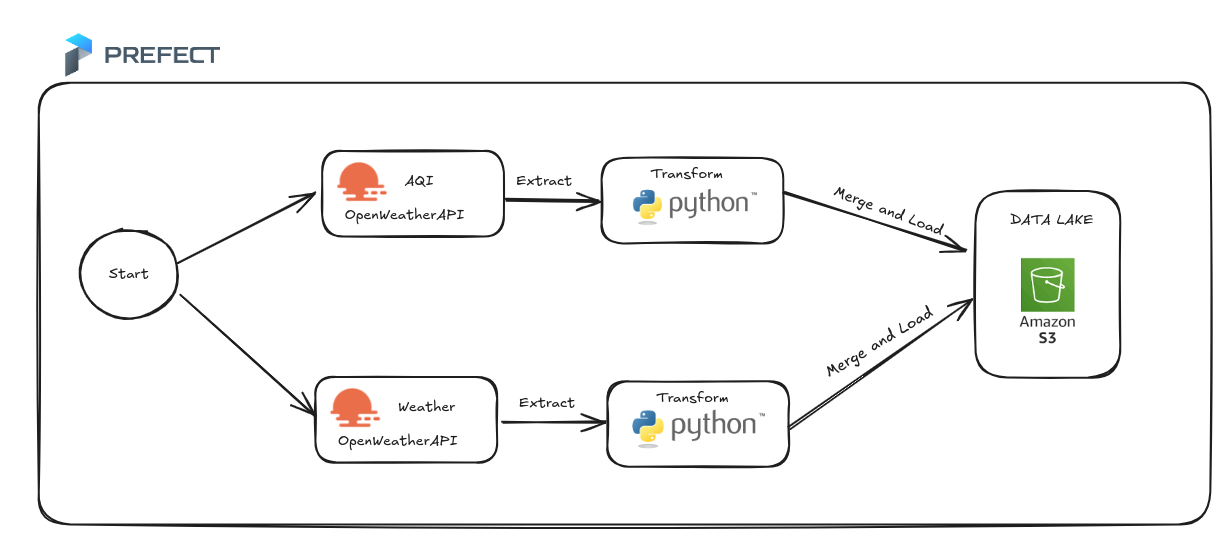 PREFECT
AQI
OpenWeatherAPI
Extract
Transform
python™
Merge and Load
DATA LAKE
Amazon
S3
Start
Weather
OpenWeatherAPI
Extract
Transform
python™
Merge and Load